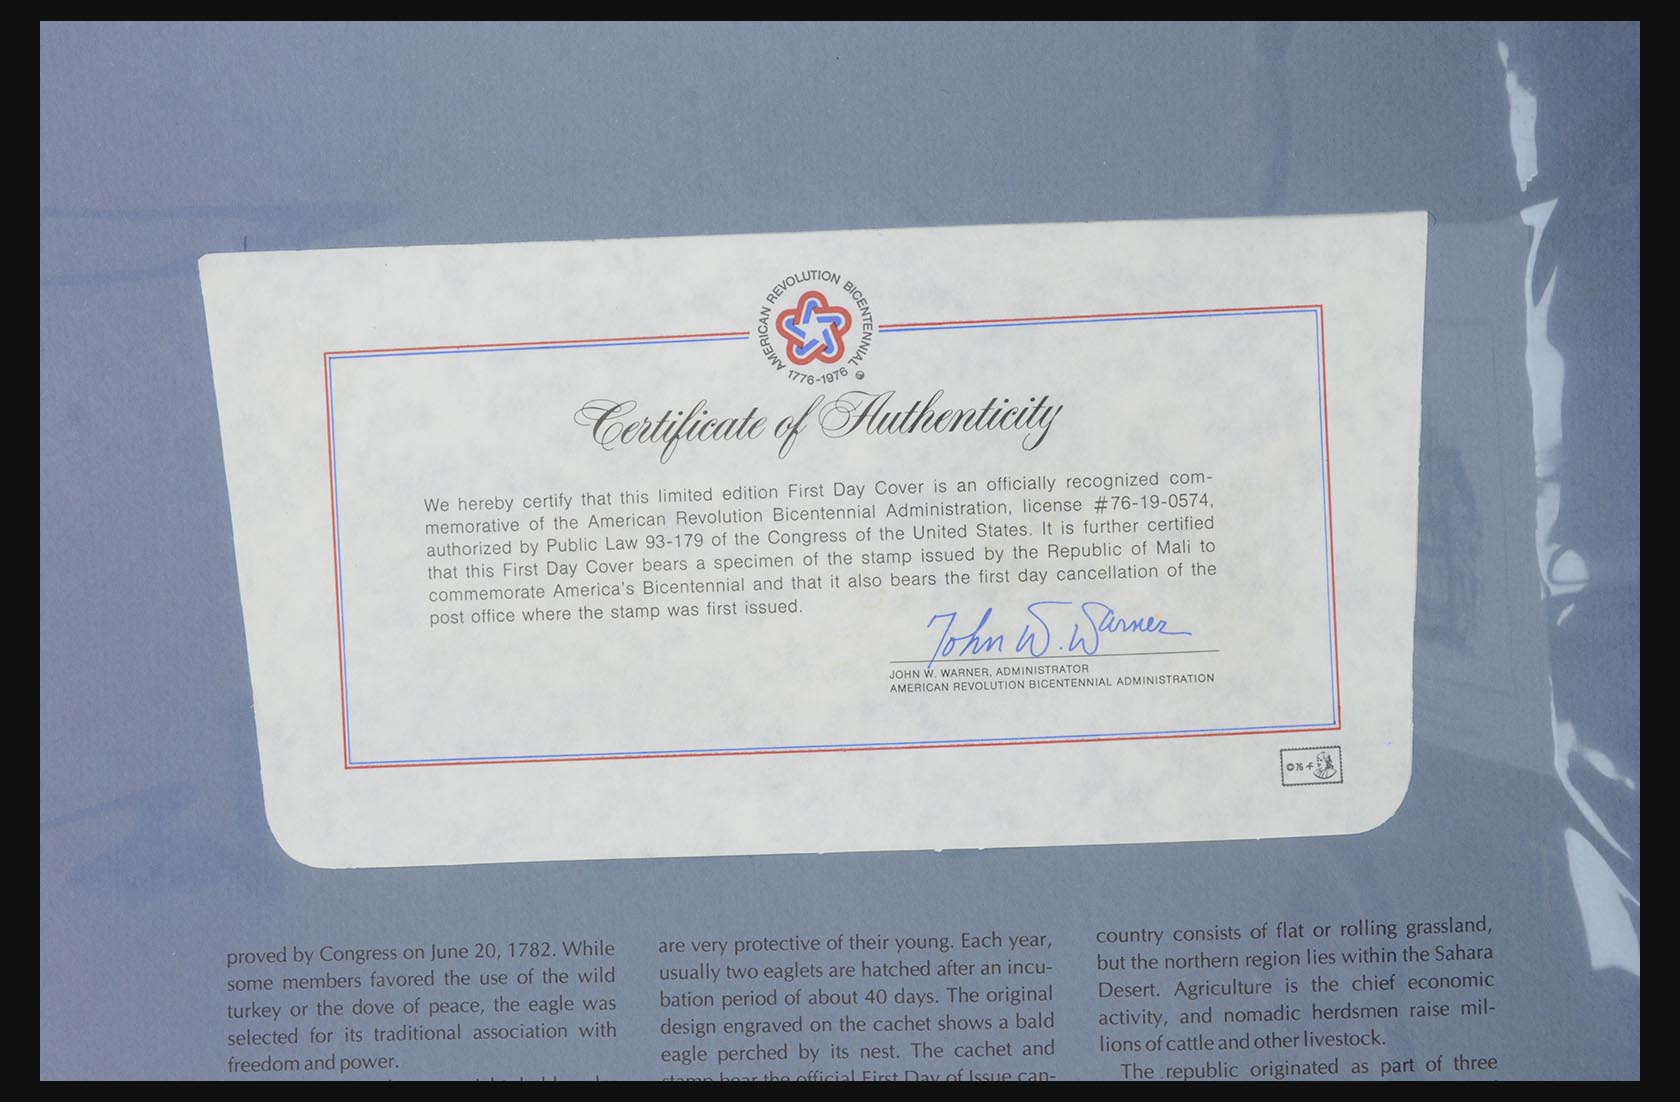 AMERICAN REVOLUTION BICENTENNIAL
1776-1976
Certificate of Authenticity
We hereby certify that this limited edition First Day Cover is an officially recognized com-
memorative of the American Revolution Bicentennial Administration, license #76-19-0574,
authorized by Public Law 93-179 of the Congress of the United States. It is further certified
that this First Day Cover bears a specimen of the stamp issued by the Republic of Mali to
commemorate America's Bicentennial and that it also bears the first day cancellation of the
post office where the stamp was first issued.
John W. Warner
JOHN W. WARNER, ADMINISTRATOR
AMERICAN REVOLUTION BICENTENNIAL ADMINISTRATION
©76
proved by Congress on June 20, 1782. While
some members favored the use of the wild
turkey or the dove of peace, the eagle was
selected for its traditional association with
freedom and power.
are very protective of their young. Each year,
usually two eaglets are hatched after an incu-
bation period of about 40 days. The original
design engraved on the cachet shows a bald
eagle perched by its nest. The cachet and
stamp bear the official First Day of Issue can-
country consists of flat or rolling grassland,
but the northern region lies within the Sahara
Desert. Agriculture is the chief economic
activity, and nomadic herdsmen raise mil-
lions of cattle and other livestock.
The republic originated as part of three